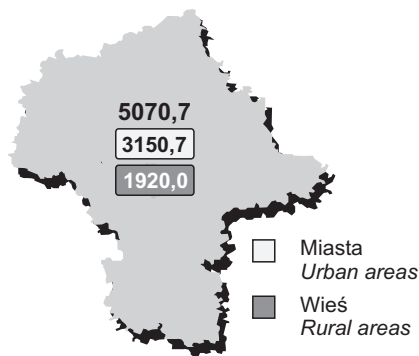 5070,7
3150,7
1920,0
Miasta
Urban areas
Wieś
Rural areas